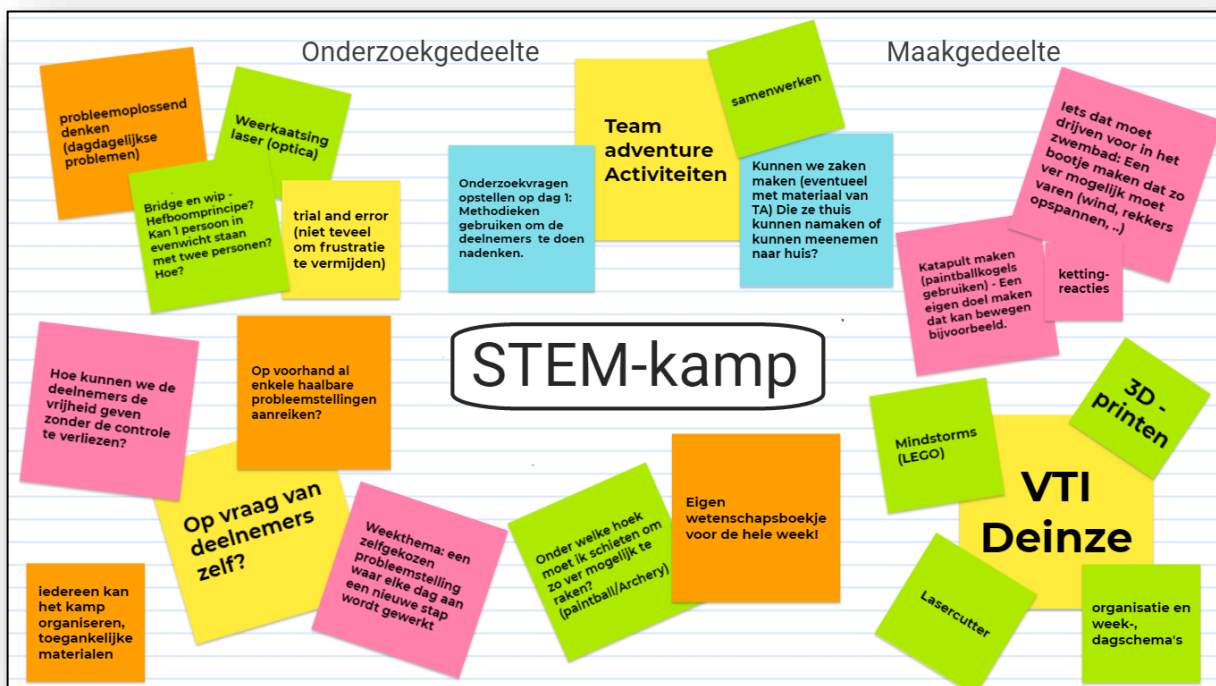 Onderzoekgedeelte
Maakgedeelte
probleemoplossend
denken
(dagdagelijkse
problemen)
Weerkaatsing
laser (optica)
Bridge en wip -
Hefboomprincipe?
Kan 1 persoon in
evenwicht staan
met twee personen?
Hoe?
trial and error
(niet teveel
om frustratie
te vermijden)
Onderzoekvragen
opstellen op dag 1:
Methodieken
gebruiken om de
deelnemers te doen
nadenken.
Team
adventure
Activiteiten
samenwerken
Kunnen we zaken
maken (eventueel
met materiaal van
TA) Die ze thuis
kunnen namaken of
kunnen meenemen
naar huis?
Iets dat moet
drijven voor in het
zwembad: Een
bootje maken dat zo
ver mogelijk moet
varen (wind, rekkers
opspannen, ..)
Katapult maken
(paintballkogels
gebruiken) - Een
eigen doel maken
dat kan bewegen
bijvoorbeeld.
ketting-
reacties
STEM-kamp
Hoe kunnen we de
deelnemers de
vrijheid geven
zonder de controle
te verliezen?
Op voorhand al
enkele haalbare
probleemstellingen
aanreiken?
Op vraag van
deelnemers
zelf?
Weekthema: een
zelfgekozen
probleemstelling
waar elke dag aan
een nieuwe stap
wordt gewerkt
iedereen kan
het kamp
organiseren,
toegankelijke
materialen
Onder welke hoek
moet ik schieten om
zo ver mogelijk te
raken?
(paintball/Archery)
Eigen
wetenschapsboekje
voor de hele week!
Mindstorms
(LEGO)
3D -
printen
VTI
Deinze
Lasercutter
organisatie en
week-,
dagschema's